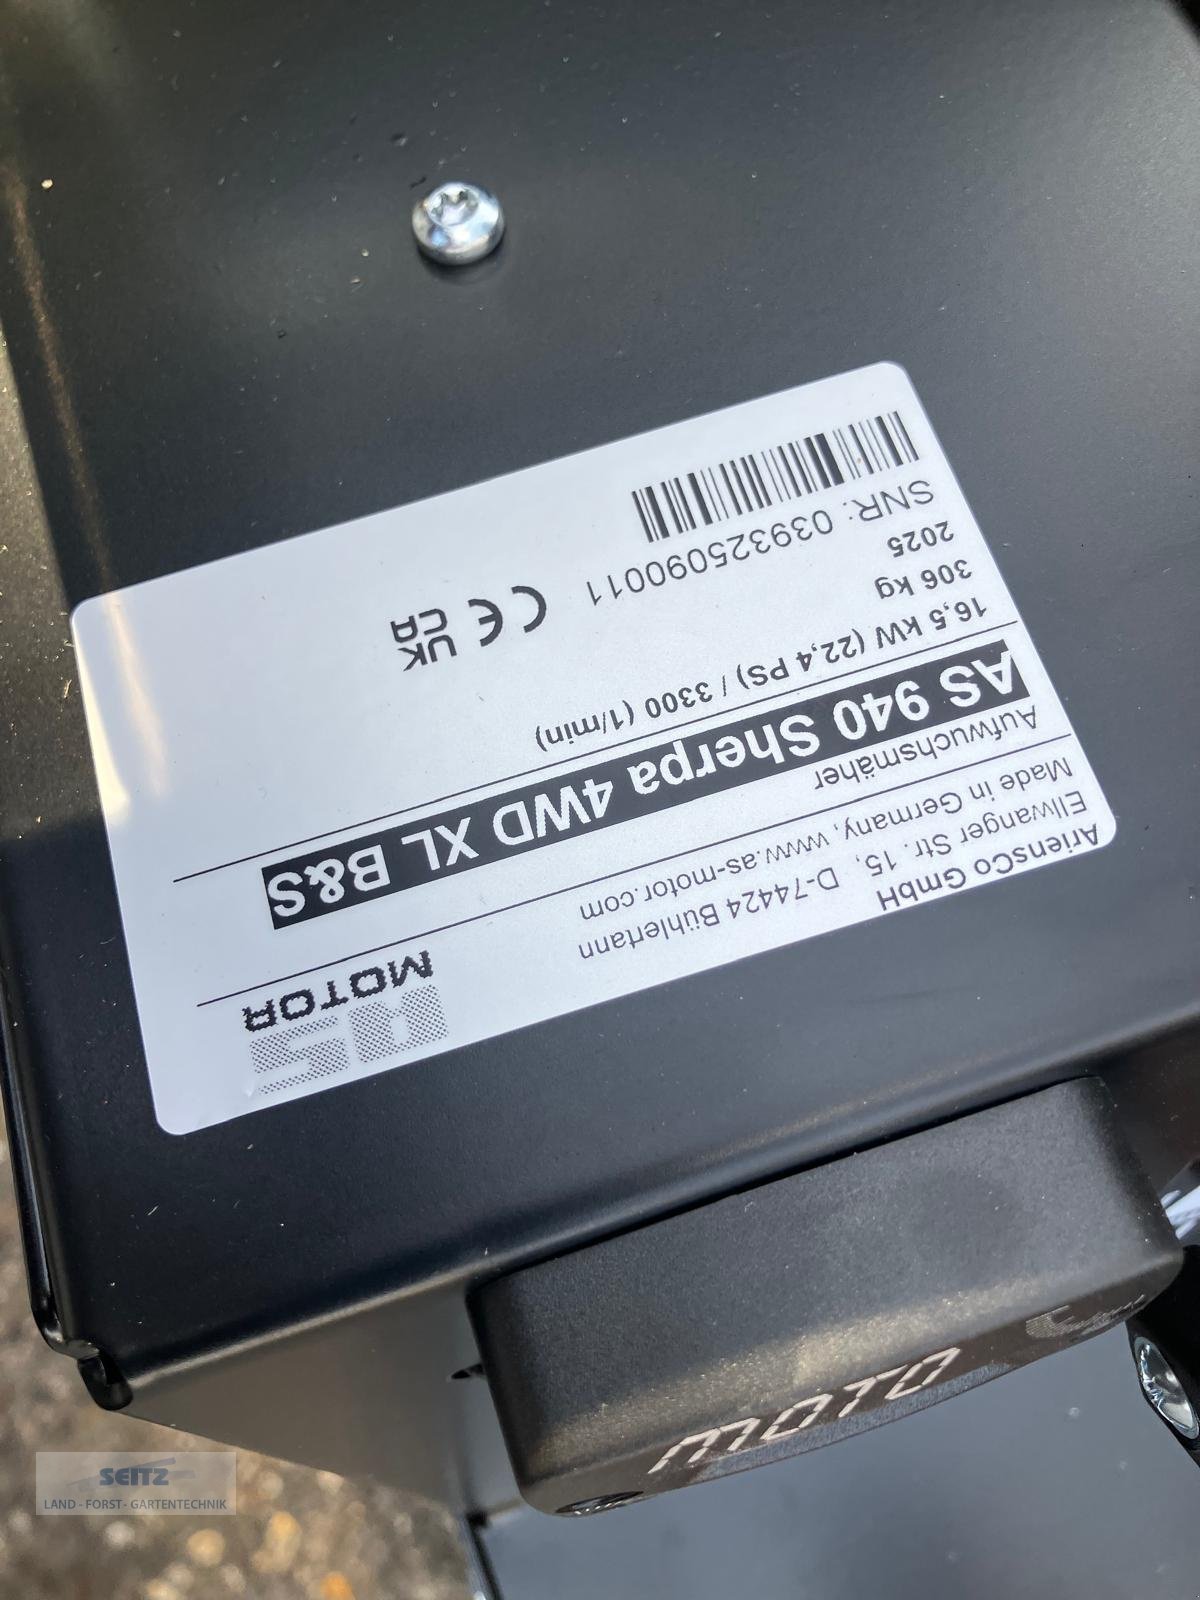 ariensCo GmbH
Ellwanger Str. 15, D-74424 Bühlertann
Made in Germany, www.as-motor.com
AS
MOTOR
Aufwuchsmäher
AS 940 Sherpa 4WD XL B&S
16,5 kW (22,4 PS) / 3300 (1/min)
306 kg
2025
SNR: 039325090011
CE
UK
CA
moto
SEITZ
LAND - FORST - GARTENTECHNIK